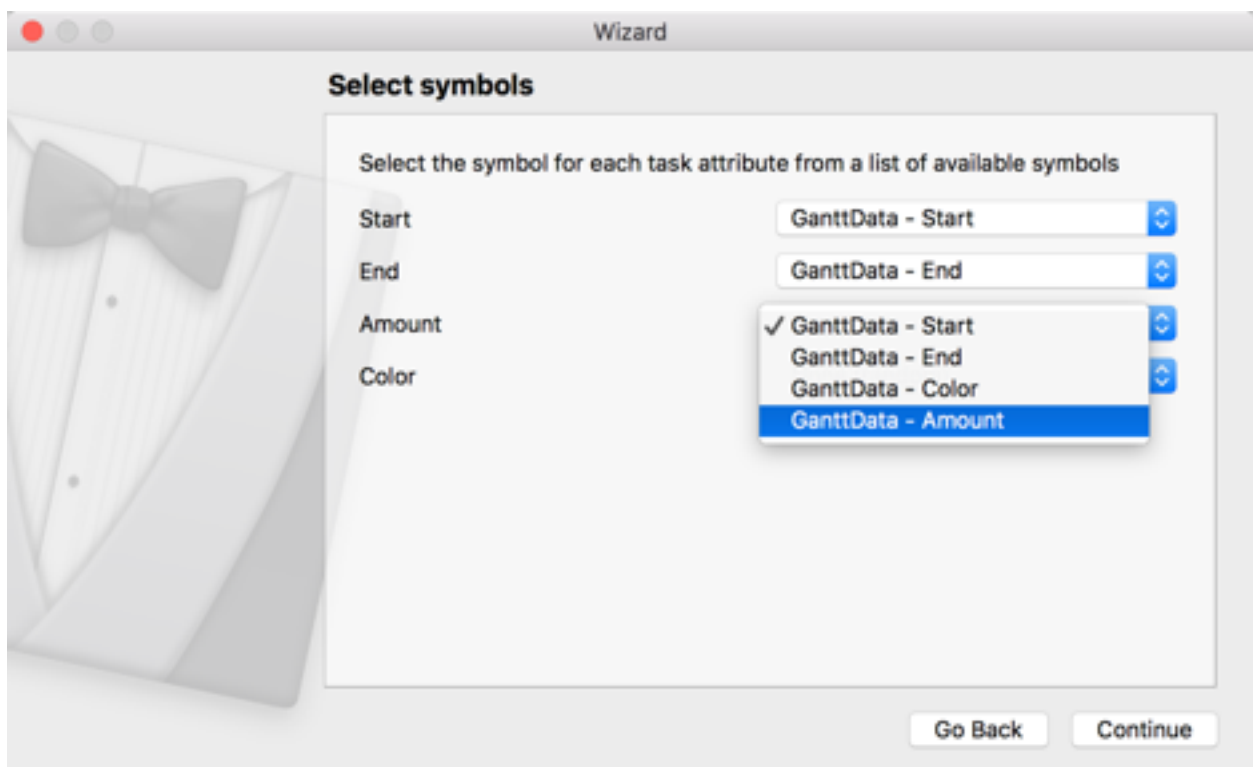 Wizard
Select symbols
Select the symbol for each task attribute from a list of available symbols
Start GanttData - Start
End GanttData - End
Amount ✓ GanttData - Start
GanttData - End
Color GanttData - Color
GanttData - Amount
Go Back Continue